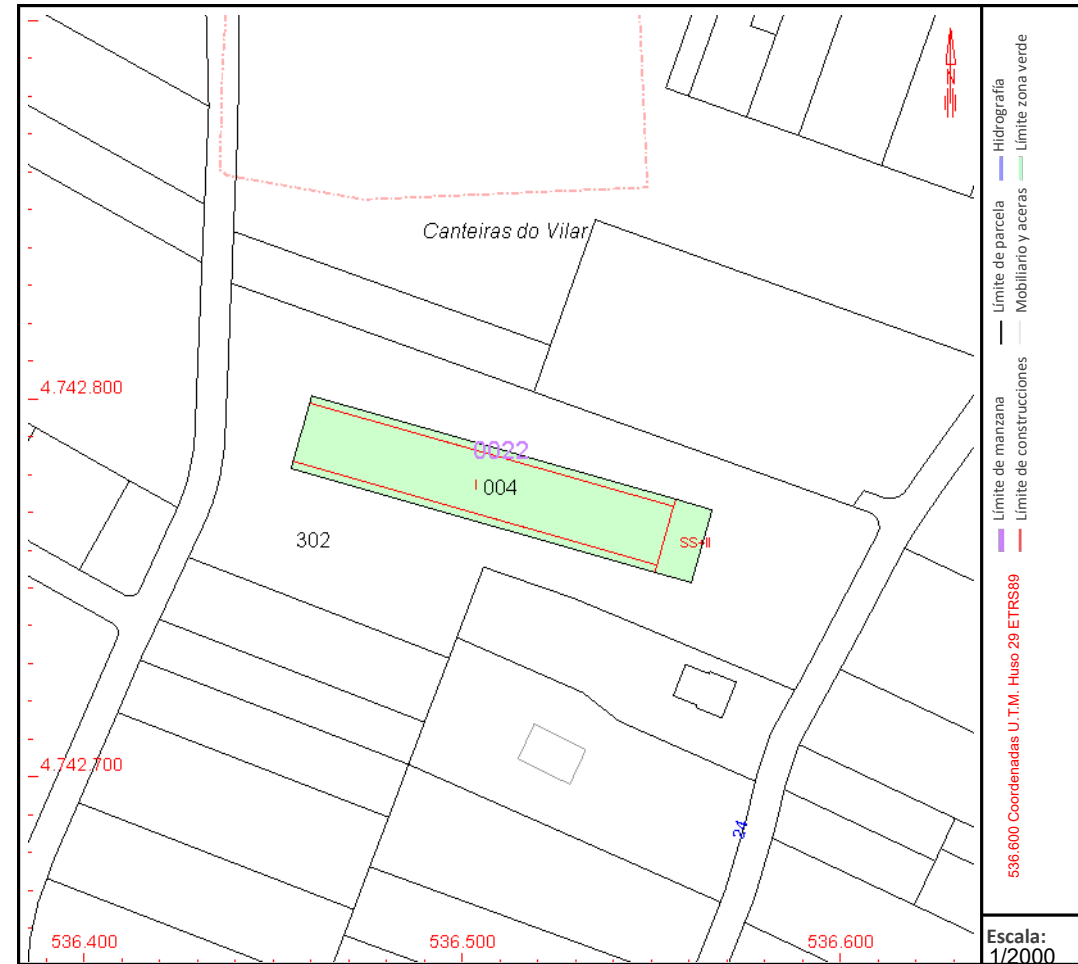 Canteiras do Vilar
4.742.800
0022
I 004
SS+II
302
4.742.700
24
536.400
536.500
536.600
N
Hidrografía
Límite zona verde
Límite de parcela
Mobiliario y aceras
Límite de manzana
Límite de construcciones
536.600 Coordenadas U.T.M. Huso 29 ETRS89
Escala:
1/2000